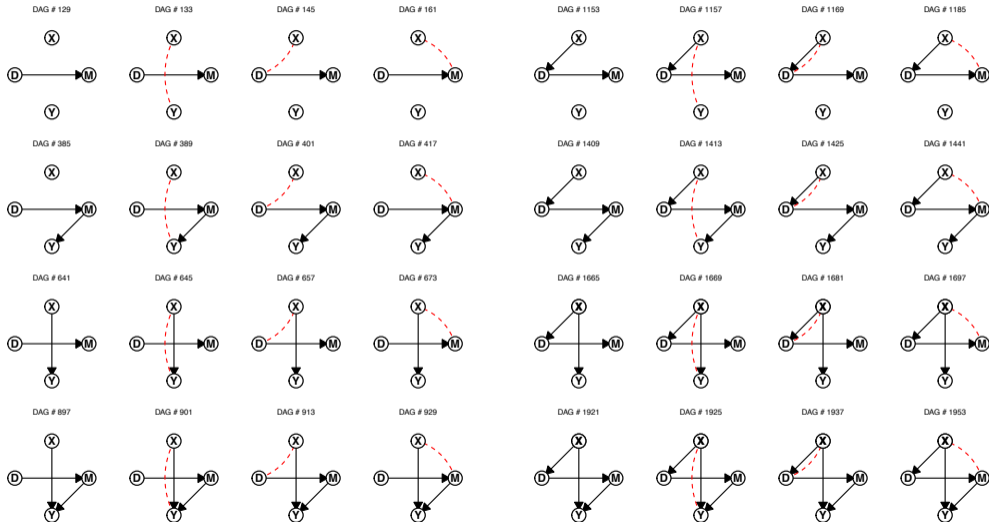 DAG # 129 DAG # 133 DAG # 145 DAG # 161 DAG # 1153 DAG # 1157 DAG # 1169 DAG # 1185
X X X X X X X X
D M D M D M D M D M D M D M D M
Y Y Y Y Y Y Y Y
DAG # 385 DAG # 389 DAG # 401 DAG # 417 DAG # 1409 DAG # 1413 DAG # 1425 DAG # 1441
X X X X X X X X
D M D M D M D M D M D M D M D M
Y Y Y Y Y Y Y Y
DAG # 641 DAG # 645 DAG # 657 DAG # 673 DAG # 1665 DAG # 1669 DAG # 1681 DAG # 1697
X X X X X X X X
D M D M D M D M D M D M D M D M
Y Y Y Y Y Y Y Y
DAG # 897 DAG # 901 DAG # 913 DAG # 929 DAG # 1921 DAG # 1925 DAG # 1937 DAG # 1953
X X X X X X X X
D M D M D M D M D M D M D M D M
Y Y Y Y Y Y Y Y